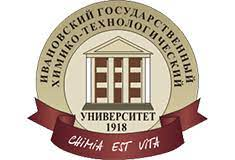 ИВАНОВСКИЙ ГОСУДАРСТВЕННЫЙ
ХИМИКО-ТЕХНОЛОГИЧЕСКИЙ
УНИВЕРСИТЕТ
1918
CHIMIA EST VITA